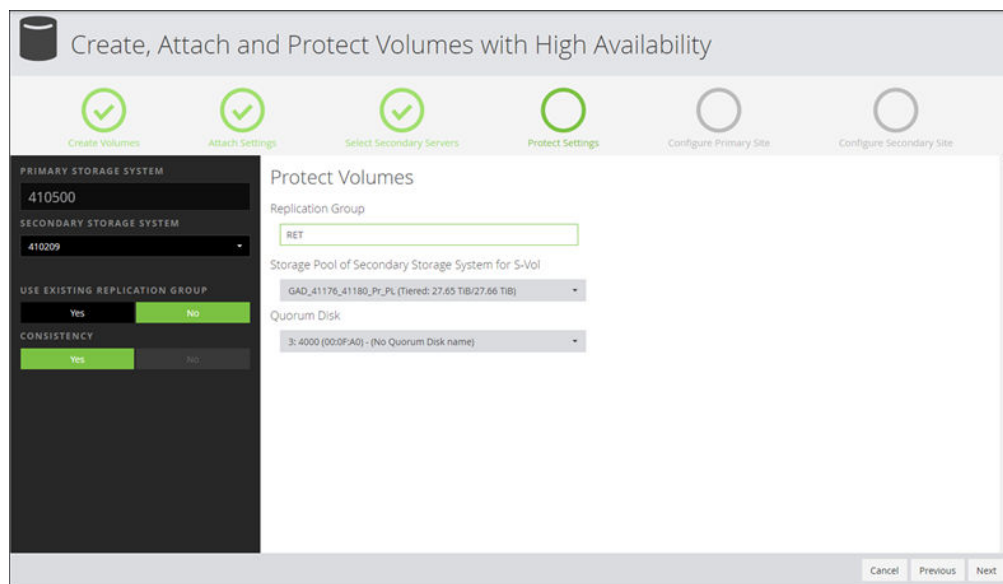 Create, Attach and Protect Volumes with High Availability
Create Volumes
Attach Settings
Select Secondary Servers
Protect Settings
Configure Primary Site
Configure Secondary Site
PRIMARY STORAGE SYSTEM
410500
SECONDARY STORAGE SYSTEM
410209
USE EXISTING REPLICATION GROUP
Yes No
CONSISTENCY
Yes No
Protect Volumes
Replication Group
RET
Storage Pool of Secondary Storage System for S-Vol
GAD_41176_41180_Pr_PL (Tiered: 27.65 TiB/27.66 TiB)
Quorum Disk
3: 4000 (00:0F:A0) - (No Quorum Disk name)
Cancel Previous Next